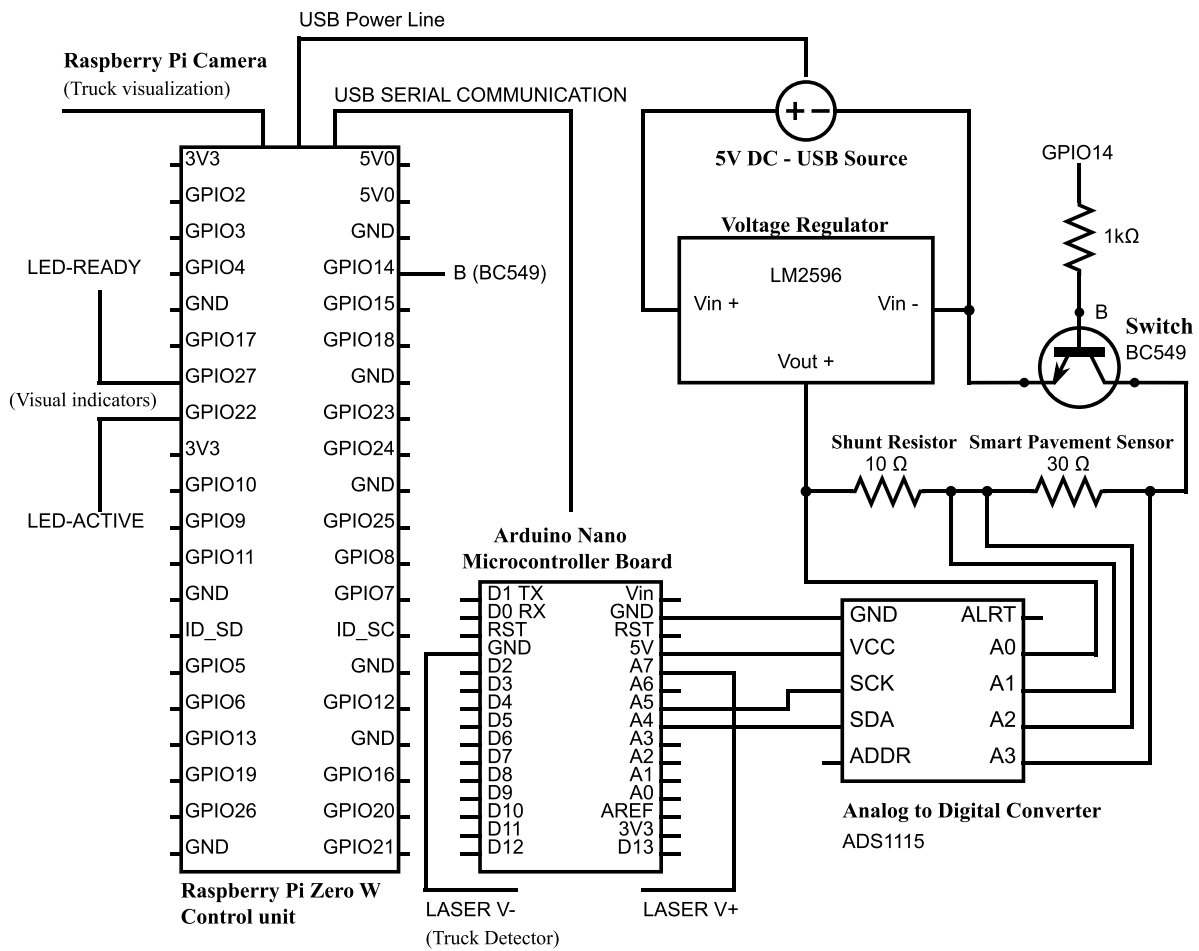 USB Power Line
Raspberry Pi Camera
(Truck visualization)
USB SERIAL COMMUNICATION
+ −
5V DC - USB Source
GPIO14
1kΩ
B
Switch
BC549
Voltage Regulator
LM2596
Vin +
Vin -
Vout +
Shunt Resistor
10 Ω
Smart Pavement Sensor
30 Ω
3V3
GPIO2
GPIO3
GPIO4
GND
GPIO17
GPIO27
GPIO22
3V3
GPIO10
GPIO9
GPIO11
GND
ID_SD
GPIO5
GPIO6
GPIO13
GPIO19
GPIO26
GND
5V0
5V0
GND
GPIO14
GPIO15
GPIO18
GND
GPIO23
GPIO24
GND
GPIO25
GPIO8
GPIO7
ID_SC
GND
GPIO12
GND
GPIO16
GPIO20
GPIO21
B (BC549)
LED-READY
(Visual indicators)
LED-ACTIVE
Raspberry Pi Zero W
Control unit
Arduino Nano
Microcontroller Board
D1 TX
D0 RX
RST
GND
D2
D3
D4
D5
D6
D7
D8
D9
D10
D11
D12
Vin
GND
RST
5V
A7
A6
A5
A4
A3
A2
A1
A0
AREF
3V3
D13
LASER V-
(Truck Detector)
LASER V+
GND
VCC
SCK
SDA
ADDR
ALRT
A0
A1
A2
A3
Analog to Digital Converter
ADS1115